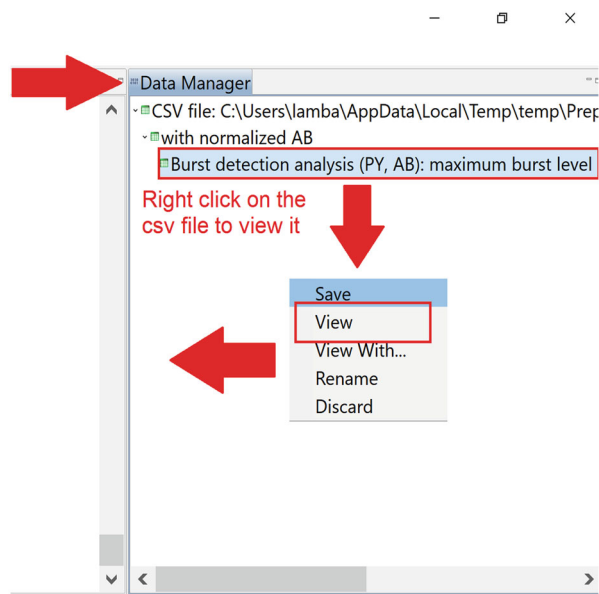 Data Manager
CSV file: C:\Users\lamba\AppData\Local\Temp\temp\Prep
with normalized AB
Burst detection analysis (PY, AB): maximum burst level
Right click on the
csv file to view it
Save
View
View With...
Rename
Discard